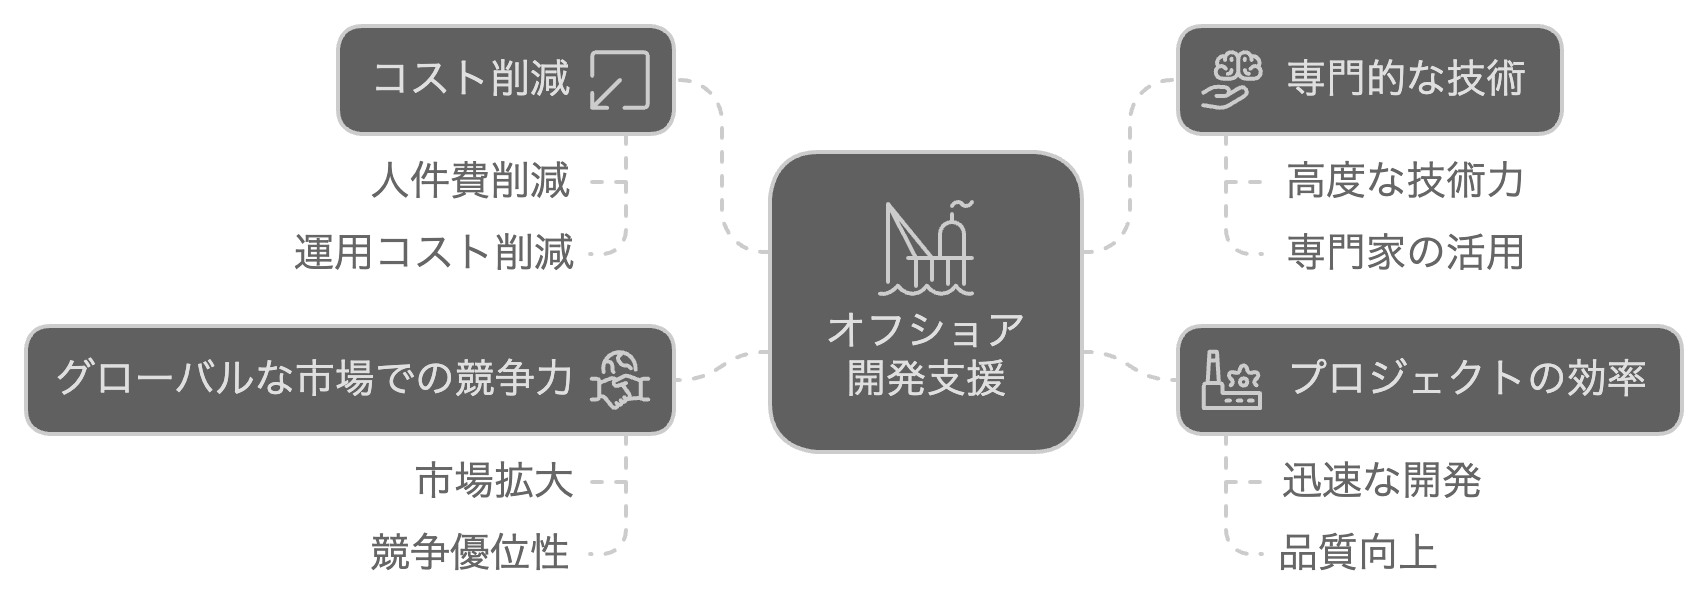 コスト削減
人件費削減
運用コスト削減
グローバルな市場での競争力
市場拡大
競争優位性
オフショア
開発支援
専門的な技術
高度な技術力
専門家の活用
プロジェクトの効率
迅速な開発
品質向上